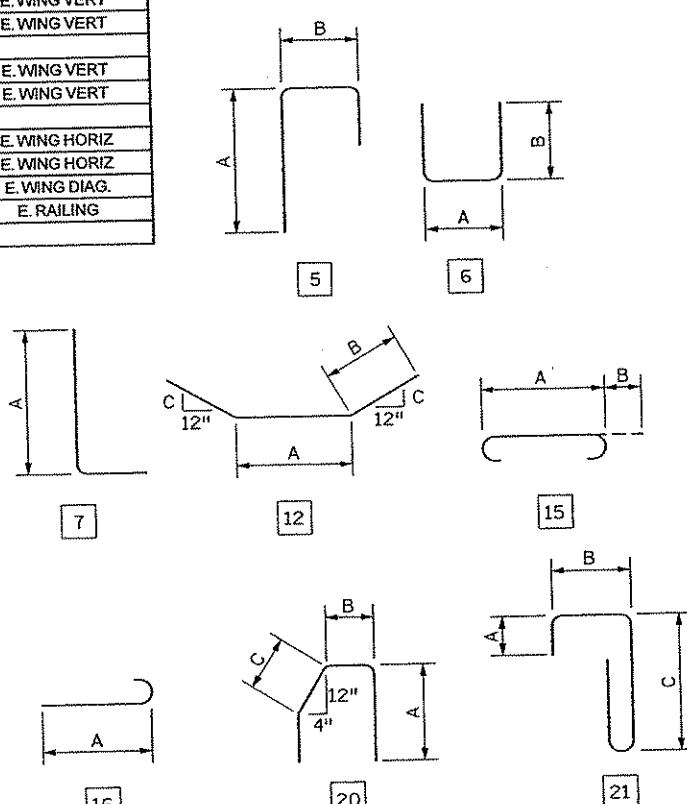 E. WING VERT
E. WING VERT
E. WING VERT
E. WING VERT
E. WING HORIZ
E. WING HORIZ
E. WING DIAG.
E. RAILING
B
A
5
B
A
6
A
7
B
C
12"
C
12"
A
12
A
B
15
A
16
B
C
12"
4"
A
20
B
A
C
21